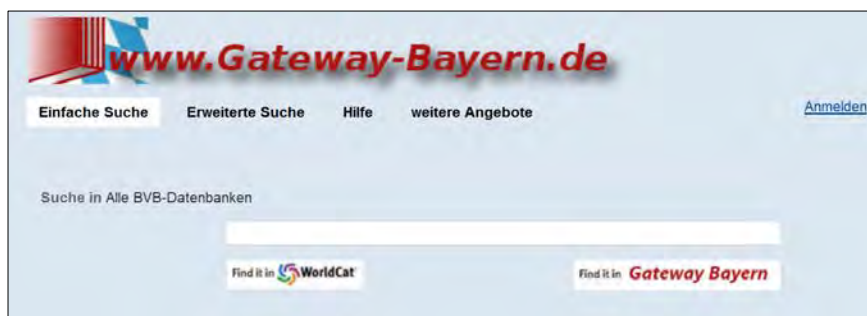 www.Gateway-Bayern.de
Einfache Suche Erweiterte Suche Hilfe weitere Angebote Anmelden
Suche in Alle BVB-Datenbanken
Find it in WorldCat Find it in Gateway Bayern